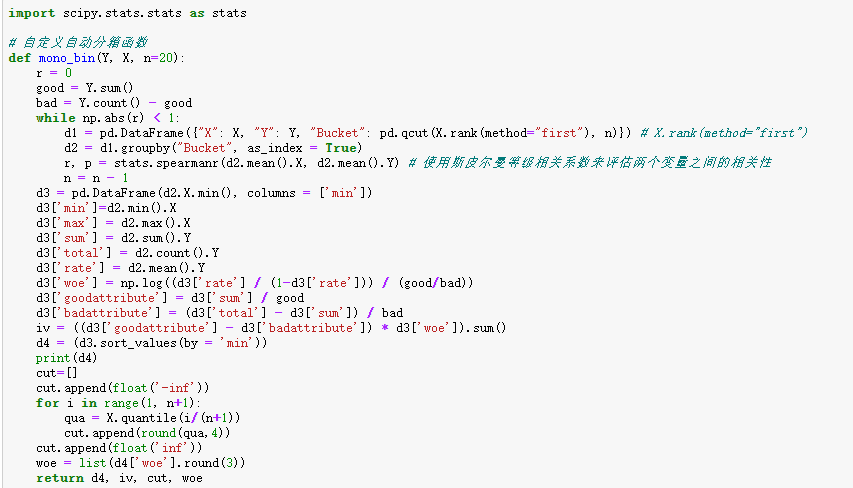 import scipy.stats.stats as stats
# 自定义自动分箱函数
def mono_bin(Y, X, n=20):
    r = 0
    good = Y.sum()
    bad = Y.count() - good
    while np.abs(r) < 1:
        d1 = pd.DataFrame({"X": X, "Y": Y, "Bucket": pd.qcut(X.rank(method="first"), n)}) # X.rank(method="first")
        d2 = d1.groupby("Bucket", as_index = True)
        r, p = stats.spearmanr(d2.mean().X, d2.mean().Y) # 使用斯皮尔曼等级相关系数来评估两个变量之间的相关性
        n = n - 1
    d3 = pd.DataFrame(d2.X.min(), columns = ['min'])
    d3['min']=d2.min().X
    d3['max'] = d2.max().X
    d3['sum'] = d2.sum().Y
    d3['total'] = d2.count().Y
    d3['rate'] = d2.mean().Y
    d3['woe'] = np.log((d3['rate'] / (1-d3['rate'])) / (good/bad))
    d3['goodattribute'] = d3['sum'] / good
    d3['badattribute'] = (d3['total'] - d3['sum']) / bad
    iv = ((d3['goodattribute'] - d3['badattribute']) * d3['woe']).sum()
    d4 = (d3.sort_values(by = 'min'))
    print(d4)
    cut=[]
    cut.append(float('-inf'))
    for i in range(1, n+1):
        qua = X.quantile(i/(n+1))
        cut.append(round(qua,4))
    cut.append(float('inf'))
    woe = list(d4['woe'].round(3))
    return d4, iv, cut, woe